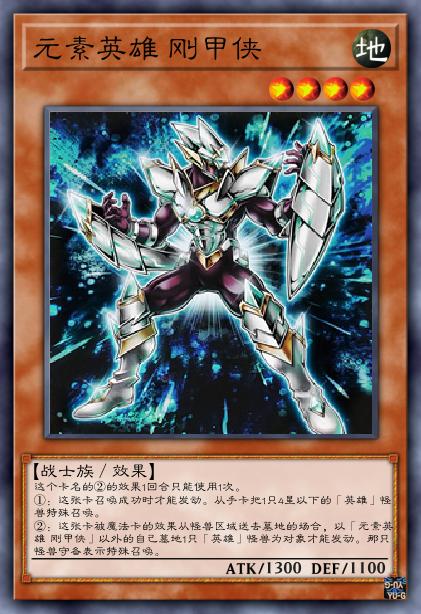 元素英雄 刚甲侠
地
【战士族／效果】
这个卡名的②的效果1回合只能使用1次。
①：这张卡召唤成功时才能发动。从手卡把1只4星以下的「英雄」怪
兽特殊召唤。
②：这张卡被魔法卡的效果从怪兽区域送去墓地的场合，以「元素英
雄 刚甲侠」以外的自己墓地1只「英雄」怪兽为对象才能发动。那只
怪兽守备表示特殊召唤。
ATK/1300 DEF/1100